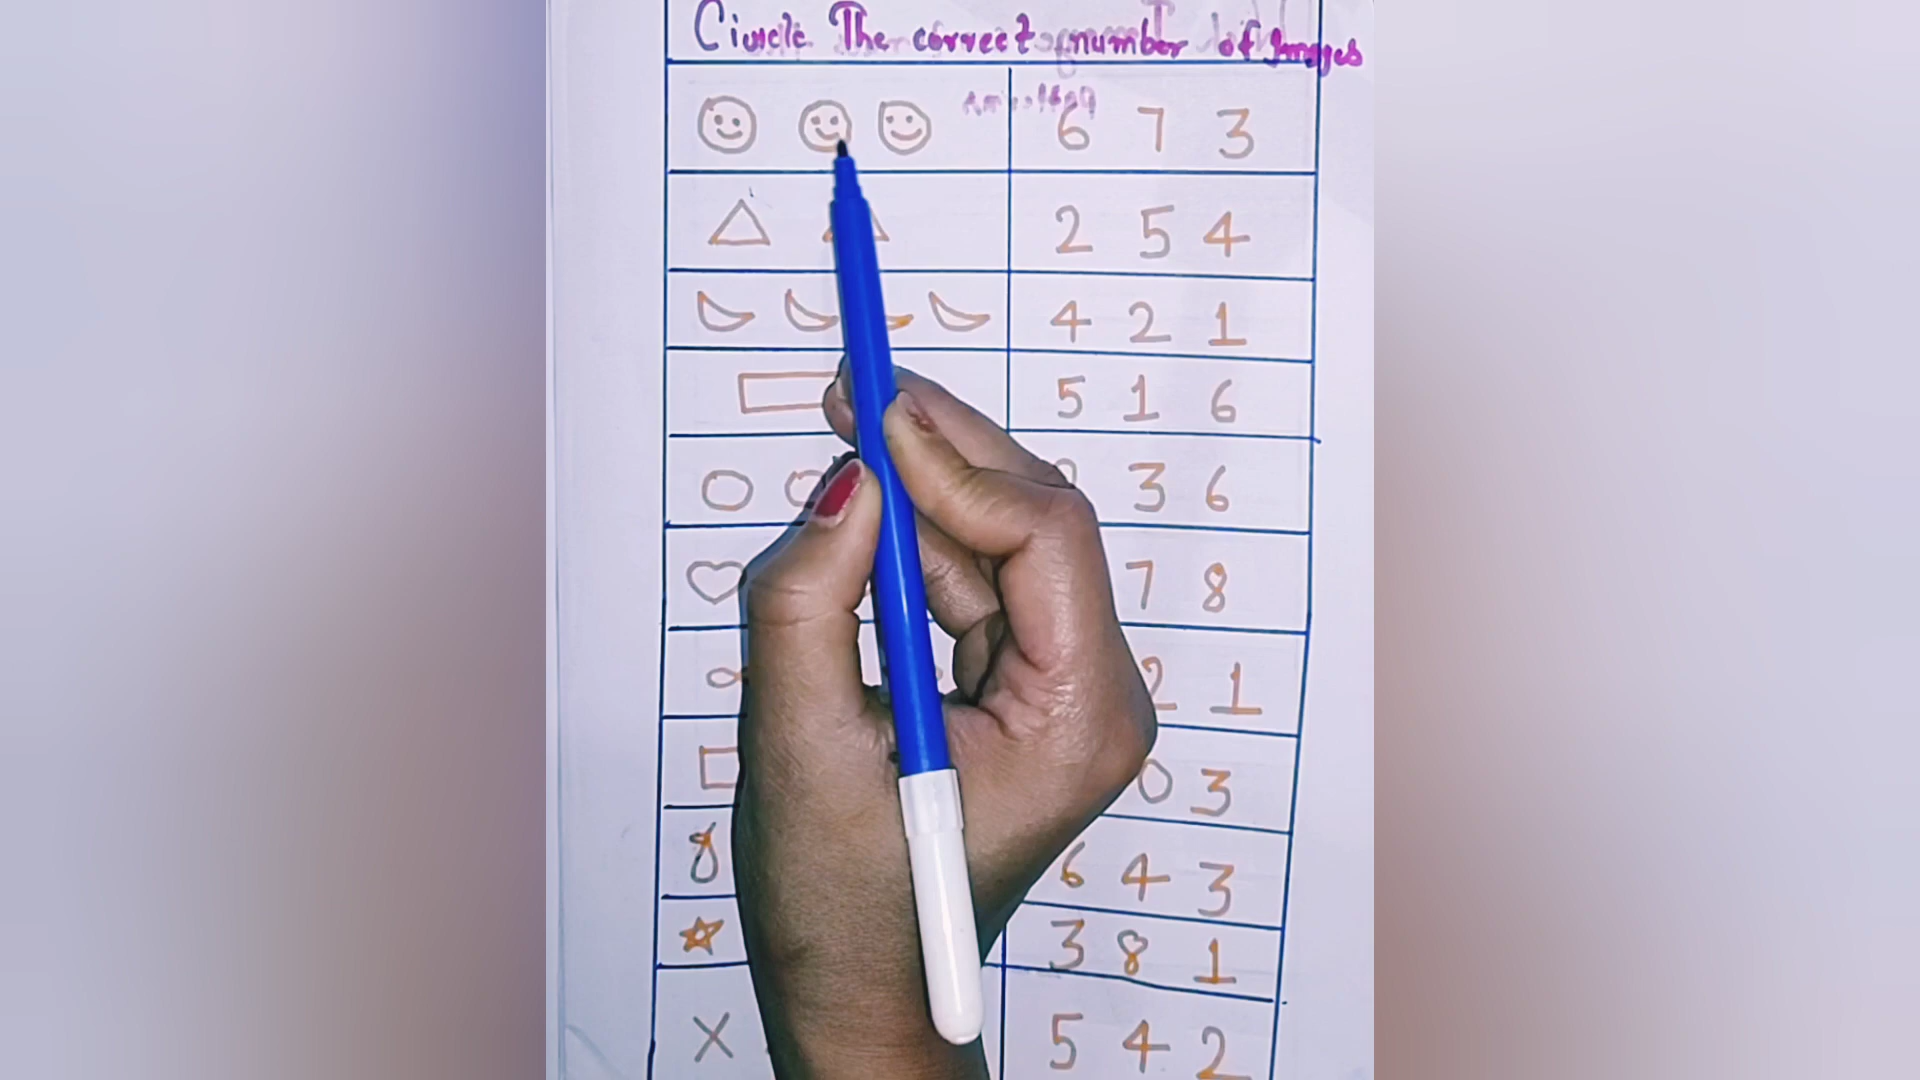 Circle The correct number of Images
6 7 3
2 5 4
4 2 1
5 1 6
3 6
7 8
2 1
0 3
6 4 3
3 8 1
5 4 2